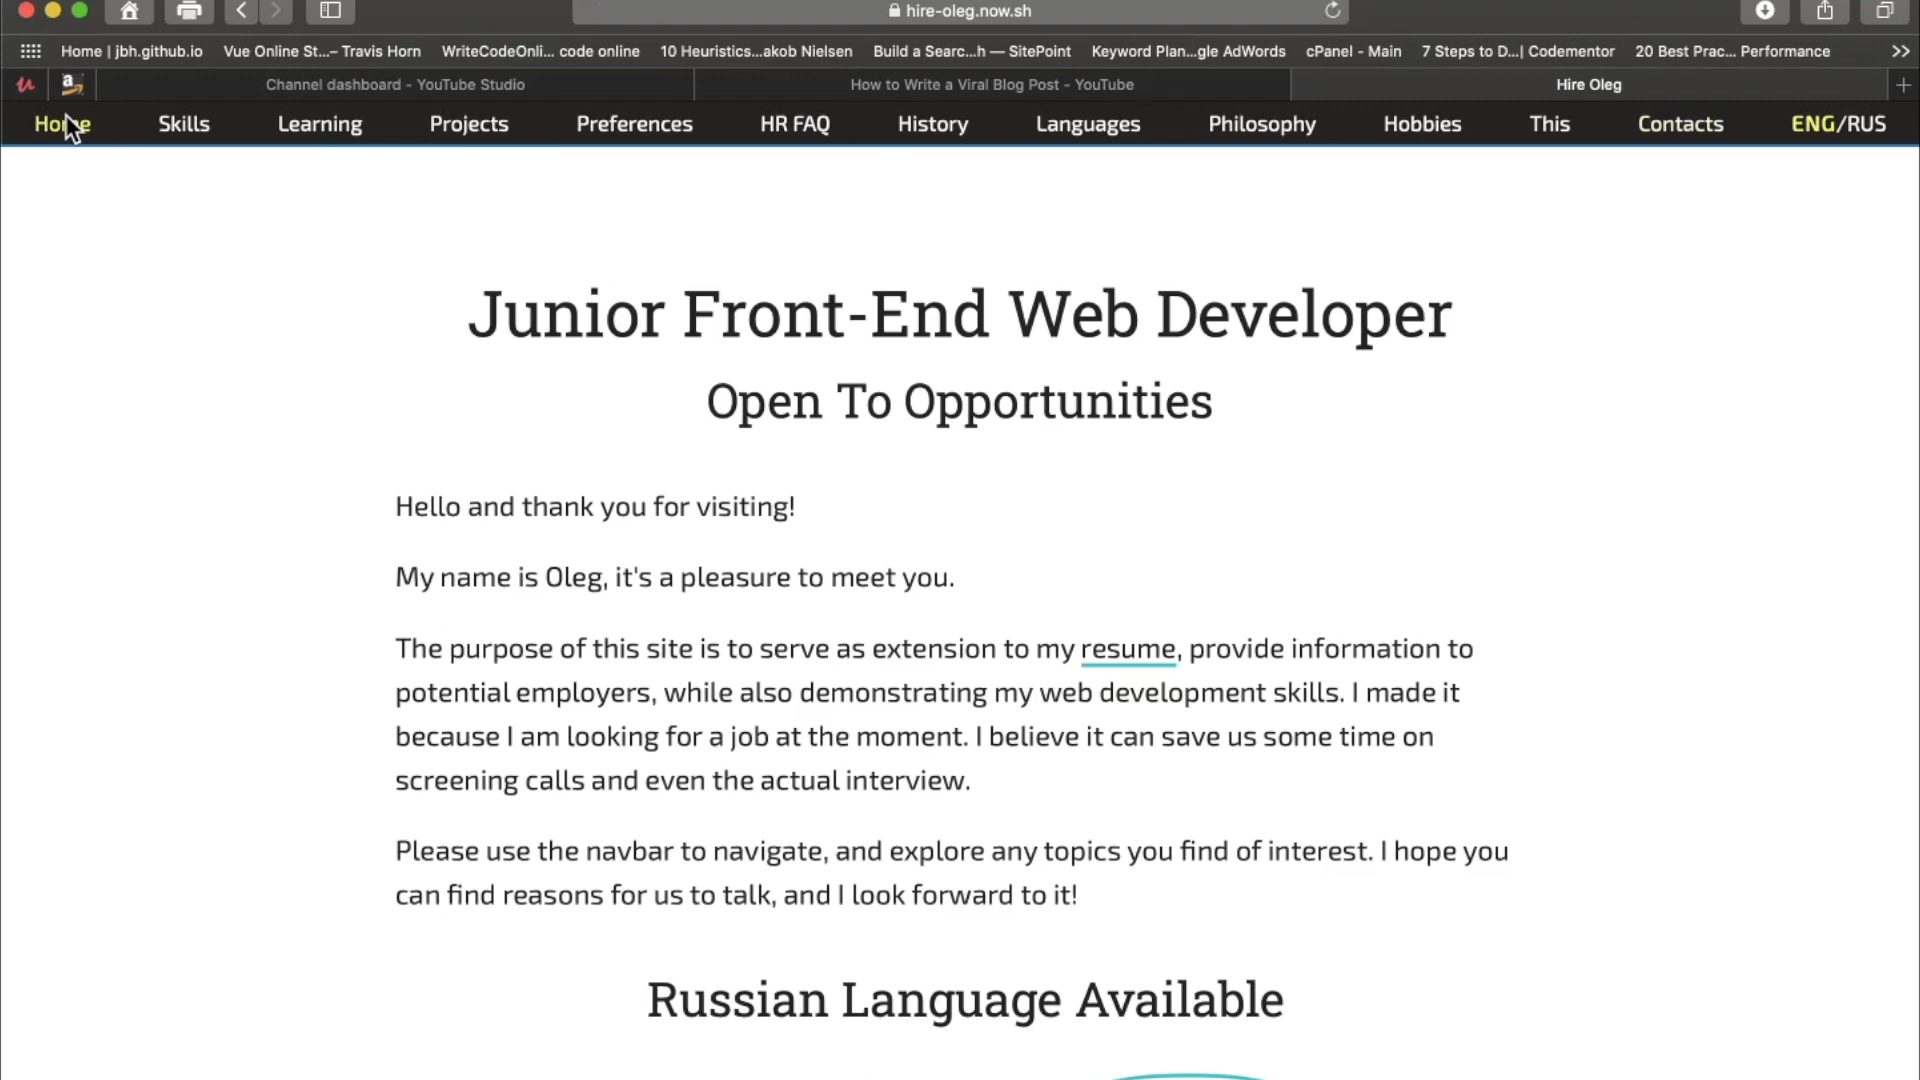 hire-oleg.now.sh
Home | jbh.github.io Vue Online St...– Travis Horn WriteCodeOnli... code online 10 Heuristics...akob Nielsen Build a Searc...h — SitePoint Keyword Plan...gle AdWords cPanel - Main 7 Steps to D...| Codementor 20 Best Prac... Performance
Channel dashboard - YouTube Studio How to Write a Viral Blog Post - YouTube Hire Oleg
Home Skills Learning Projects Preferences HR FAQ History Languages Philosophy Hobbies This Contacts ENG/RUS
Junior Front-End Web Developer
Open To Opportunities
Hello and thank you for visiting!
My name is Oleg, it's a pleasure to meet you.
The purpose of this site is to serve as extension to my resume, provide information to
potential employers, while also demonstrating my web development skills. I made it
because I am looking for a job at the moment. I believe it can save us some time on
screening calls and even the actual interview.
Please use the navbar to navigate, and explore any topics you find of interest. I hope you
can find reasons for us to talk, and I look forward to it!
Russian Language Available